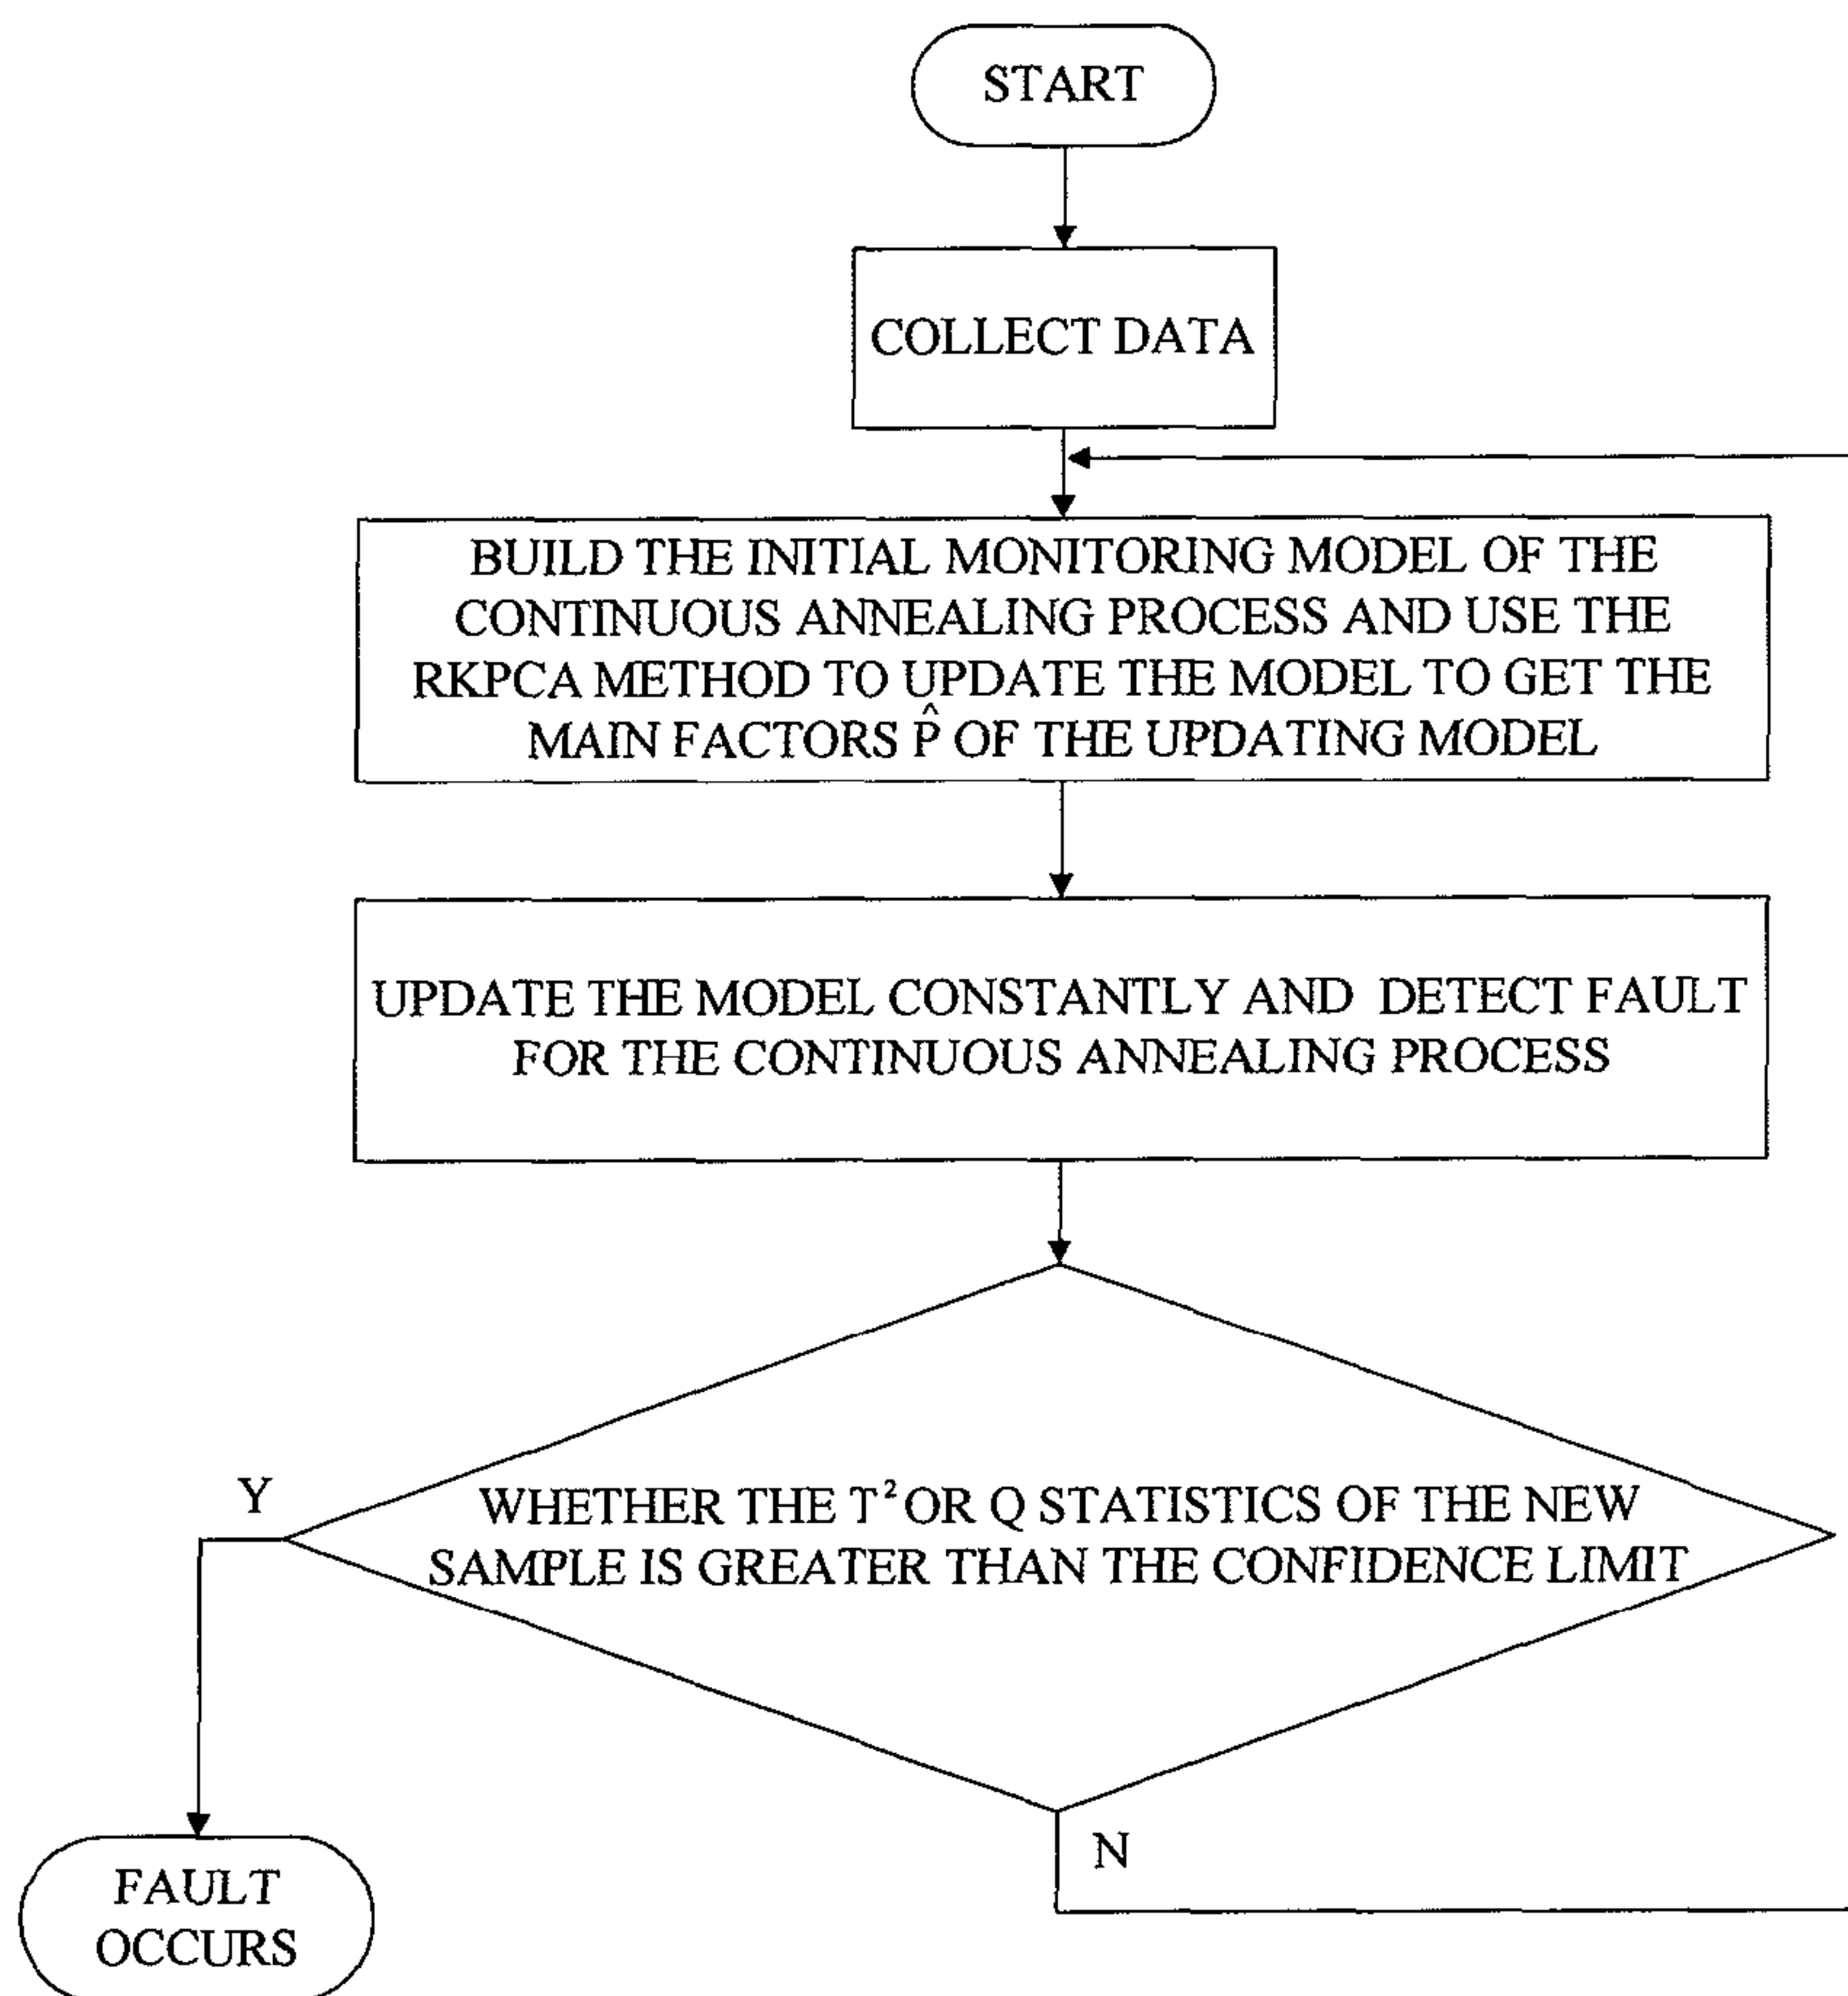 START
COLLECT DATA
BUILD THE INITIAL MONITORING MODEL OF THE
CONTINUOUS ANNEALING PROCESS AND USE THE
RKPCA METHOD TO UPDATE THE MODEL TO GET THE
MAIN FACTORS P̂ OF THE UPDATING MODEL
UPDATE THE MODEL CONSTANTLY AND DETECT FAULT
FOR THE CONTINUOUS ANNEALING PROCESS
WHETHER THE T² OR Q STATISTICS OF THE NEW
SAMPLE IS GREATER THAN THE CONFIDENCE LIMIT
Y
N
FAULT
OCCURS